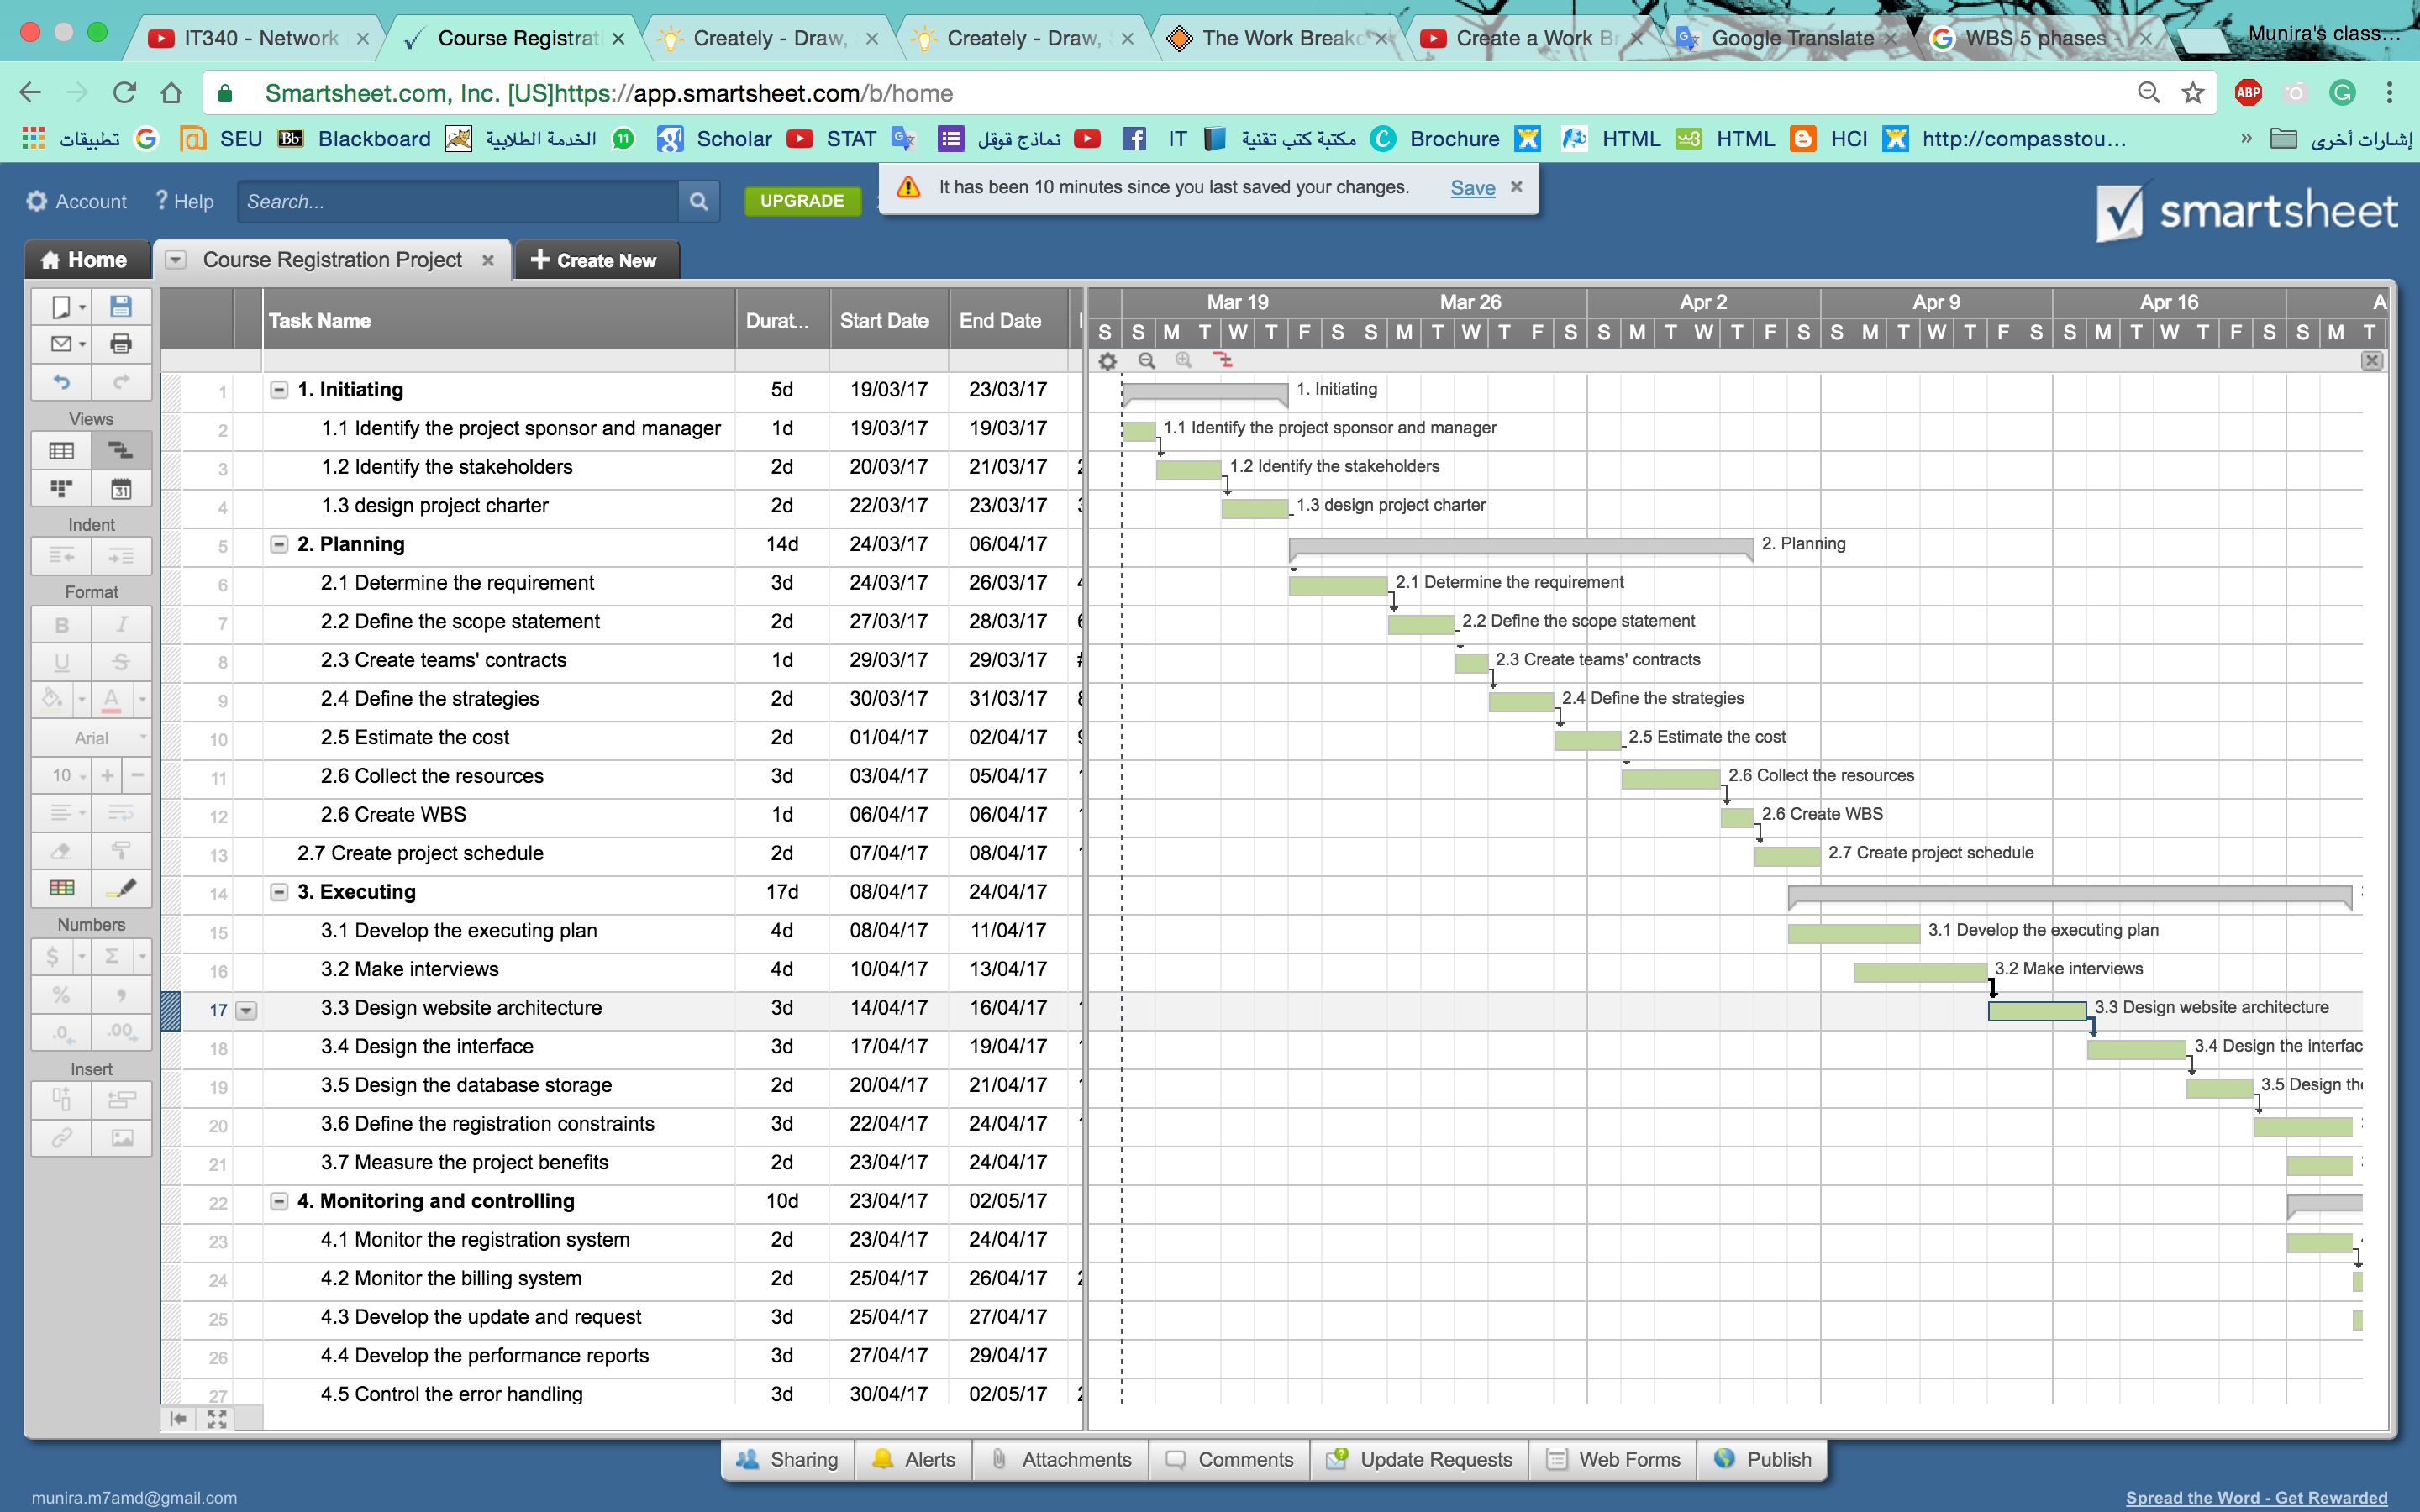 IT340 - Network
Course Registrat
Creately - Draw,
Creately - Draw,
The Work Breakd
Create a Work Br
Google Translate
WBS 5 phases -
Munira's class...
Smartsheet.com, Inc. [US]https://app.smartsheet.com/b/home
ABP
تطبيقات
SEU
Bb
Blackboard
الخدمة الطلابية
11
Scholar
STAT
نماذج قوقل
IT
مكتبة كتب تقنية
Brochure
HTML
HTML
HCI
http://compasstou...
»
إشارات أخرى
Account
? Help
Search...
UPGRADE
It has been 10 minutes since you last saved your changes. Save
smartsheet
Home
Course Registration Project
Create New
Task Name Durat... Start Date End Date
Mar 19 Mar 26 Apr 2 Apr 9 Apr 16 A
S S M T W T F S S M T W T F S S M T W T F S S M T W T F S S M T W T F S S M T
1 1. Initiating 5d 19/03/17 23/03/17 1. Initiating
2 1.1 Identify the project sponsor and manager 1d 19/03/17 19/03/17 1.1 Identify the project sponsor and manager
3 1.2 Identify the stakeholders 2d 20/03/17 21/03/17 1.2 Identify the stakeholders
4 1.3 design project charter 2d 22/03/17 23/03/17 1.3 design project charter
5 2. Planning 14d 24/03/17 06/04/17 2. Planning
6 2.1 Determine the requirement 3d 24/03/17 26/03/17 2.1 Determine the requirement
7 2.2 Define the scope statement 2d 27/03/17 28/03/17 2.2 Define the scope statement
8 2.3 Create teams' contracts 1d 29/03/17 29/03/17 2.3 Create teams' contracts
9 2.4 Define the strategies 2d 30/03/17 31/03/17 2.4 Define the strategies
10 2.5 Estimate the cost 2d 01/04/17 02/04/17 2.5 Estimate the cost
11 2.6 Collect the resources 3d 03/04/17 05/04/17 2.6 Collect the resources
12 2.6 Create WBS 1d 06/04/17 06/04/17 2.6 Create WBS
13 2.7 Create project schedule 2d 07/04/17 08/04/17 2.7 Create project schedule
14 3. Executing 17d 08/04/17 24/04/17
15 3.1 Develop the executing plan 4d 08/04/17 11/04/17 3.1 Develop the executing plan
16 3.2 Make interviews 4d 10/04/17 13/04/17 3.2 Make interviews
17 3.3 Design website architecture 3d 14/04/17 16/04/17 3.3 Design website architecture
18 3.4 Design the interface 3d 17/04/17 19/04/17 3.4 Design the interfac
19 3.5 Design the database storage 2d 20/04/17 21/04/17 3.5 Design the
20 3.6 Define the registration constraints 3d 22/04/17 24/04/17
21 3.7 Measure the project benefits 2d 23/04/17 24/04/17
22 4. Monitoring and controlling 10d 23/04/17 02/05/17
23 4.1 Monitor the registration system 2d 23/04/17 24/04/17
24 4.2 Monitor the billing system 2d 25/04/17 26/04/17
25 4.3 Develop the update and request 3d 25/04/17 27/04/17
26 4.4 Develop the performance reports 3d 27/04/17 29/04/17
27 4.5 Control the error handling 3d 30/04/17 02/05/17
Views
31
Indent
Format
B I
U S
A
Arial
10 + −
Numbers
$ Σ
% ,
.0 .00
Insert
Sharing
Alerts
Attachments
Comments
Update Requests
Web Forms
Publish
munira.m7amd@gmail.com
Spread the Word - Get Rewarded